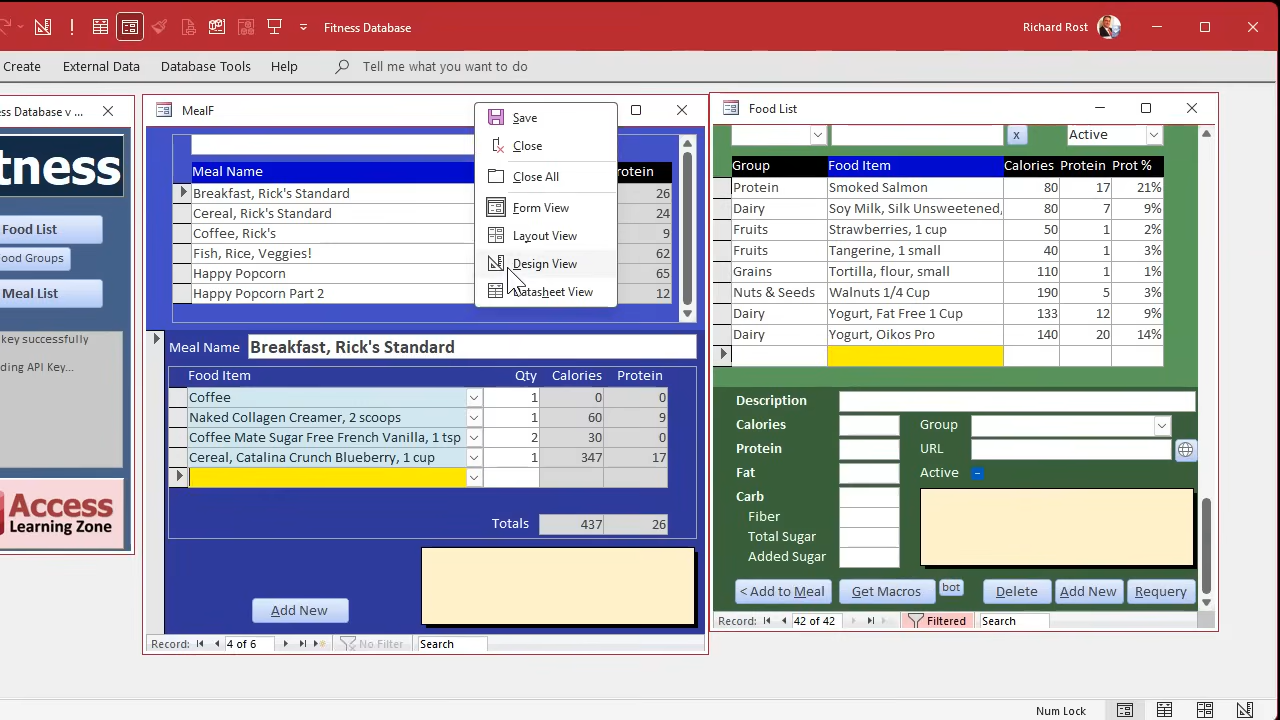 Fitness Database
Richard Rost
Create
External Data
Database Tools
Help
Tell me what you want to do
Fitness Database v ...
tness
Food List
ood Groups
Meal List
key successfully
ding API Key...
Access
Learning Zone
MealF
Meal Name
rotein
Breakfast, Rick's Standard
26
Cereal, Rick's Standard
24
Coffee, Rick's
9
Fish, Rice, Veggies!
62
Happy Popcorn
65
Happy Popcorn Part 2
12
Save
Close
Close All
Form View
Layout View
Design View
Datasheet View
Meal Name Breakfast, Rick's Standard
Food Item Qty Calories Protein
Coffee 1 0 0
Naked Collagen Creamer, 2 scoops 1 60 9
Coffee Mate Sugar Free French Vanilla, 1 tsp 2 30 0
Cereal, Catalina Crunch Blueberry, 1 cup 1 347 17
Totals 437 26
Add New
Record: 4 of 6 No Filter Search
Food List
x Active
Group Food Item Calories Protein Prot %
Protein Smoked Salmon 80 17 21%
Dairy Soy Milk, Silk Unsweetened, 80 7 9%
Fruits Strawberries, 1 cup 50 1 2%
Fruits Tangerine, 1 small 40 1 3%
Grains Tortilla, flour, small 110 1 1%
Nuts & Seeds Walnuts 1/4 Cup 190 5 3%
Dairy Yogurt, Fat Free 1 Cup 133 12 9%
Dairy Yogurt, Oikos Pro 140 20 14%
Description
Calories Group
Protein URL
Fat Active
Carb
Fiber
Total Sugar
Added Sugar
< Add to Meal Get Macros bot Delete Add New Requery
Record: 42 of 42 Filtered Search
Num Lock